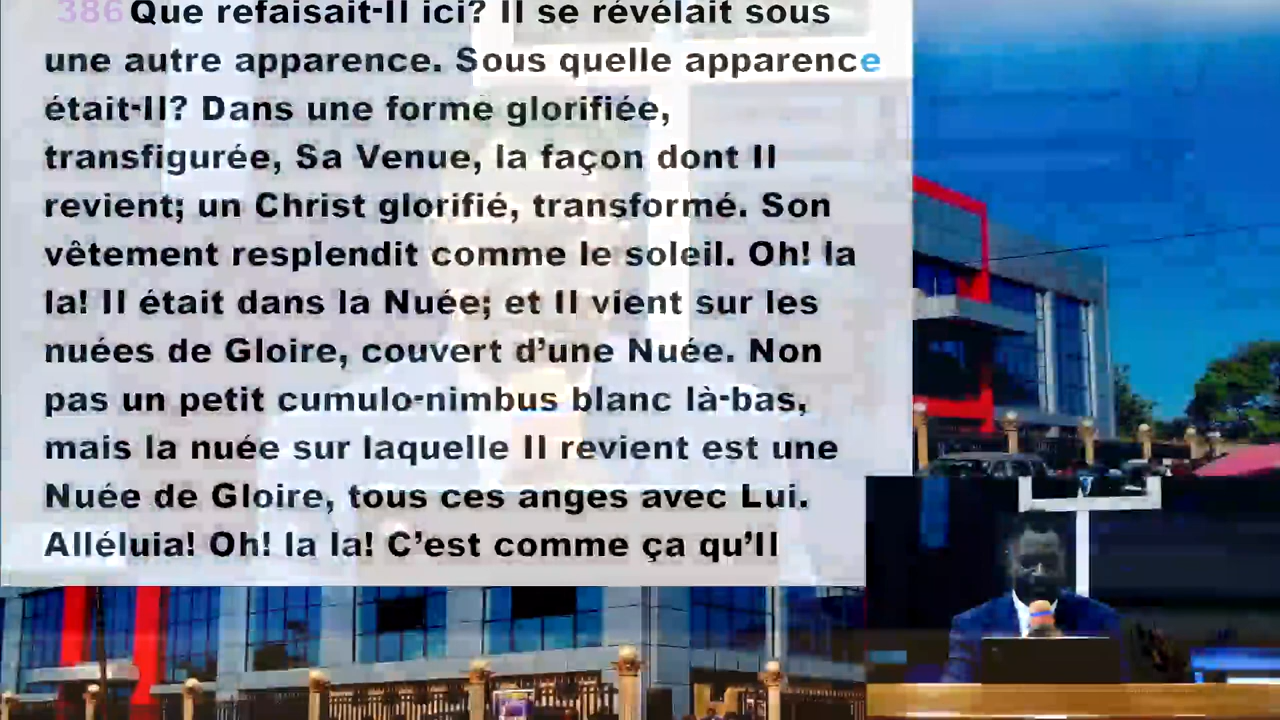 386 Que refaisait-Il ici? Il se révélait sous
une autre apparence. Sous quelle apparence
était-Il? Dans une forme glorifiée,
transfigurée, Sa Venue, la façon dont Il
revient; un Christ glorifié, transformé. Son
vêtement resplendit comme le soleil. Oh! la
la! Il était dans la Nuée; et Il vient sur les
nuées de Gloire, couvert d’une Nuée. Non
pas un petit cumulo-nimbus blanc là-bas,
mais la nuée sur laquelle Il revient est une
Nuée de Gloire, tous ces anges avec Lui.
Alléluia! Oh! la la! C’est comme ça qu’Il